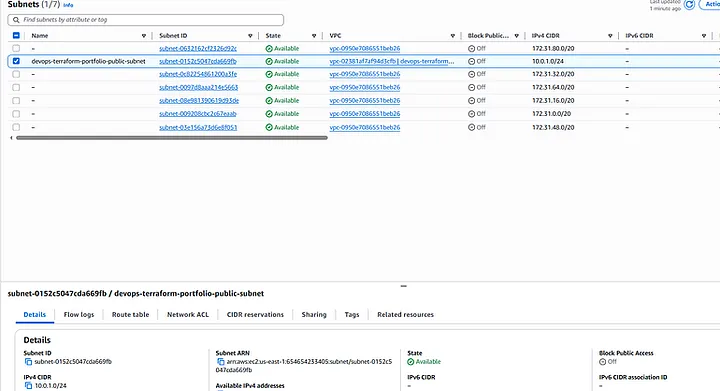 Subnets (1/7) Info
Last updated
1 minute ago
Actio
Find subnets by attribute or tag
Name Subnet ID State VPC Block Public... IPv4 CIDR IPv6 CIDR
– subnet-0632162cf2326d92c Available vpc-0950e7086551beb26 Off 172.31.80.0/20 –
devops-terraform-portfolio-public-subnet subnet-0152c5047cda669fb Available vpc-02381af7af94d3cfb | devops-terraform... Off 10.0.1.0/24 –
– subnet-0c82254861200a3fe Available vpc-0950e7086551beb26 Off 172.31.32.0/20 –
– subnet-0097d8aaa214e5663 Available vpc-0950e7086551beb26 Off 172.31.64.0/20 –
– subnet-08e981390619d93de Available vpc-0950e7086551beb26 Off 172.31.16.0/20 –
– subnet-009208cbc2c67eaab Available vpc-0950e7086551beb26 Off 172.31.0.0/20 –
– subnet-03e156a73d6e8f051 Available vpc-0950e7086551beb26 Off 172.31.48.0/20 –
subnet-0152c5047cda669fb / devops-terraform-portfolio-public-subnet
Details Flow logs Route table Network ACL CIDR reservations Sharing Tags Related resources
Details
Subnet ID
subnet-0152c5047cda669fb
Subnet ARN
arn:aws:ec2:us-east-1:654654233405:subnet/subnet-0152c5
047cda669fb
State
Available
Block Public Access
Off
IPv4 CIDR
10.0.1.0/24
Available IPv4 addresses
IPv6 CIDR
–
IPv6 CIDR association ID
–